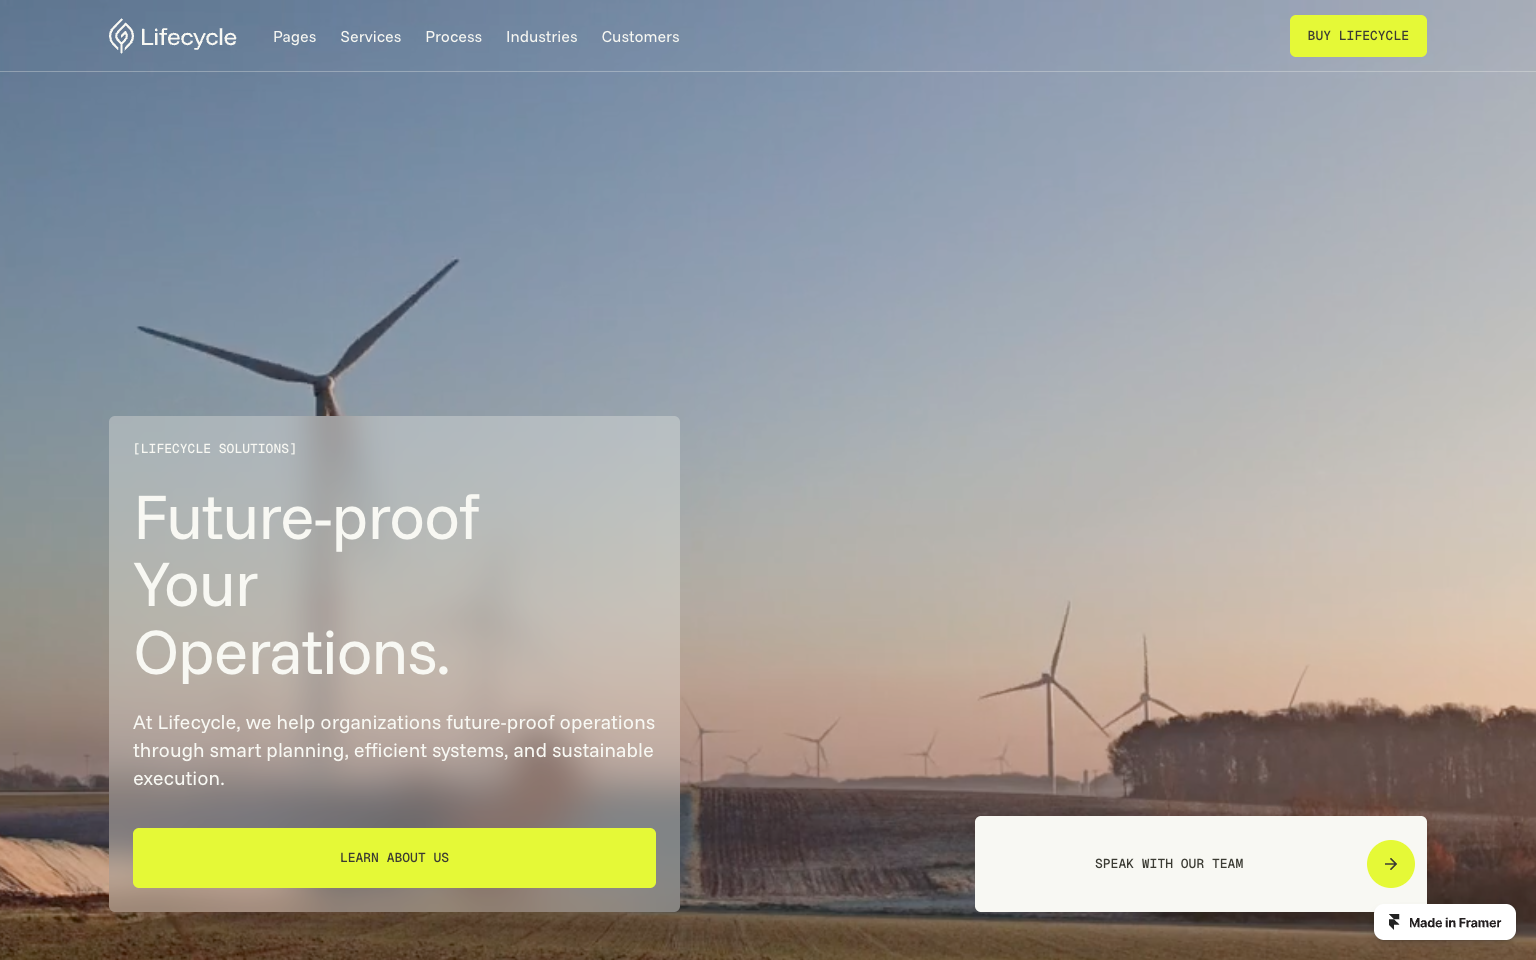 Lifecycle
Pages
Services
Process
Industries
Customers
BUY LIFECYCLE
[LIFECYCLE SOLUTIONS]
Future-proof
Your
Operations.
At Lifecycle, we help organizations future-proof operations
through smart planning, efficient systems, and sustainable
execution.
LEARN ABOUT US
SPEAK WITH OUR TEAM
Made in Framer